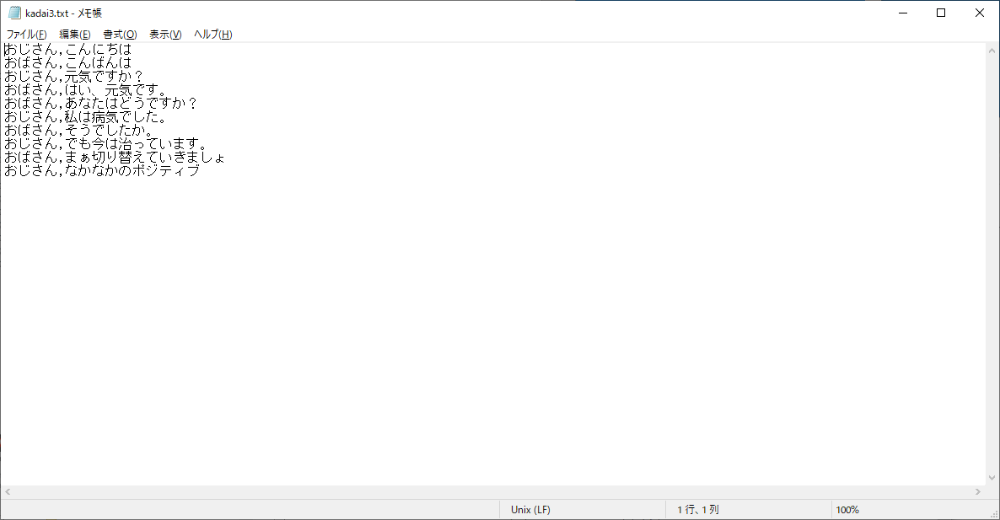 kadai3.txt - メモ帳
ファイル(F) 編集(E) 書式(O) 表示(V) ヘルプ(H)
おじさん,こんにちは
おばさん,こんばんは
おじさん,元気ですか？
おばさん,はい、元気です。
おばさん,あなたはどうですか？
おじさん,私は病気でした。
おばさん,そうでしたか。
おじさん,でも今は治っています。
おばさん,まぁ切り替えていきましょ
おじさん,なかなかのポジティブ
Unix (LF) 1 行、1 列 100%